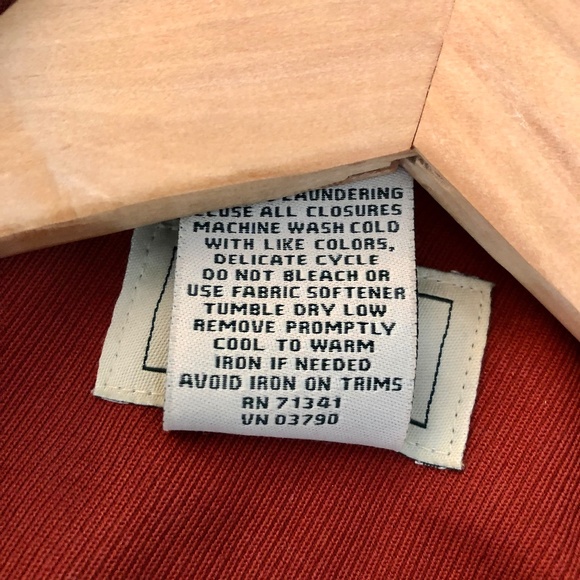 LAUNDERING
CLOSE ALL CLOSURES
MACHINE WASH COLD
WITH LIKE COLORS,
DELICATE CYCLE
DO NOT BLEACH OR
USE FABRIC SOFTENER
TUMBLE DRY LOW
REMOVE PROMPTLY
COOL TO WARM
IRON IF NEEDED
AVOID IRON ON TRIMS
RN 71341
VN 03790